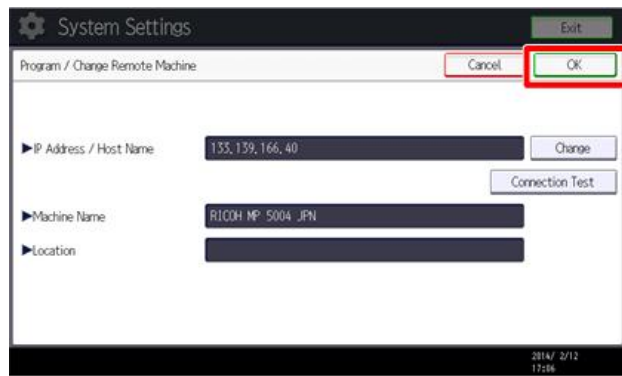 System Settings
Exit
Program / Change Remote Machine
Cancel
OK
▶IP Address / Host Name
133.139.166.40
Change
Connection Test
▶Machine Name
RICOH MP 5004 JPN
▶Location
2014/ 2/12
17:06